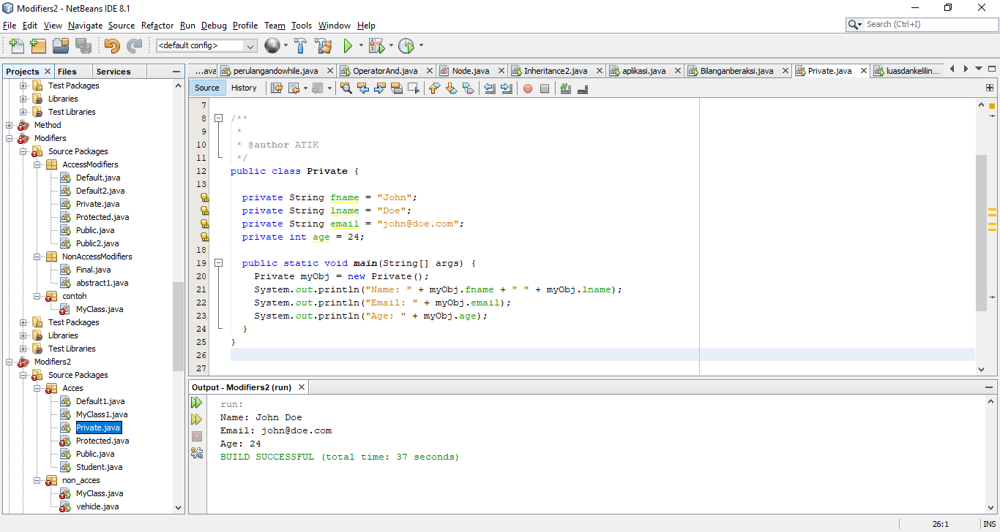 Modifiers2 - NetBeans IDE 8.1
File Edit View Navigate Source Refactor Run Debug Profile Team Tools Window Help
Search (Ctrl+I)
<default config>
Projects Files Services
Test Packages
Libraries
Test Libraries
Method
Modifiers
Source Packages
AccessModifiers
Default.java
Default2.java
Private.java
Protected.java
Public.java
Public2.java
NonAccessModifiers
Final.java
abstract1.java
contoh
MyClass.java
Test Packages
Libraries
Test Libraries
Modifiers2
Source Packages
Acces
Default1.java
MyClass1.java
Private.java
Protected.java
Public.java
Student.java
non_acces
MyClass.java
vehicle.java
...ava perulangandowhile.java OperatorAnd.java Node.java Inheritance2.java aplikasi.java Bilanganberaksi.java Private.java luasdankelilin...
Source History
7
8 /**
9 *
10 * @author ATIK
11 */
12 public class Private {
13
private String fname = "John";
private String lname = "Doe";
private String email = "john@doe.com";
private int age = 24;
18
19 public static void main(String[] args) {
20 Private myObj = new Private();
21 System.out.println("Name: " + myObj.fname + " " + myObj.lname);
22 System.out.println("Email: " + myObj.email);
23 System.out.println("Age: " + myObj.age);
24 }
25 }
26
27
Output - Modifiers2 (run)
run:
Name: John Doe
Email: john@doe.com
Age: 24
BUILD SUCCESSFUL (total time: 37 seconds)
26:1 INS